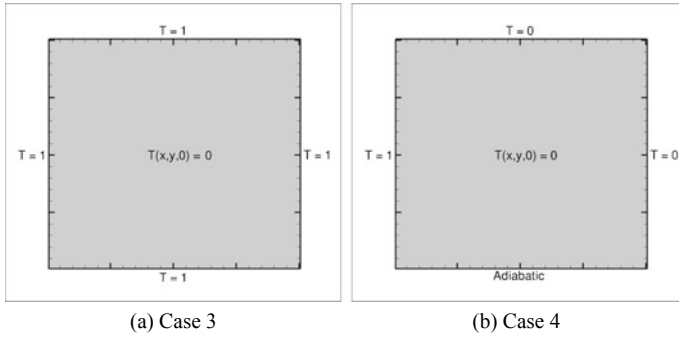 T = 1
T = 1
T(x,y,0) = 0
T = 1
T = 1
(a) Case 3
T = 0
T = 1
T(x,y,0) = 0
T = 0
Adiabatic
(b) Case 4